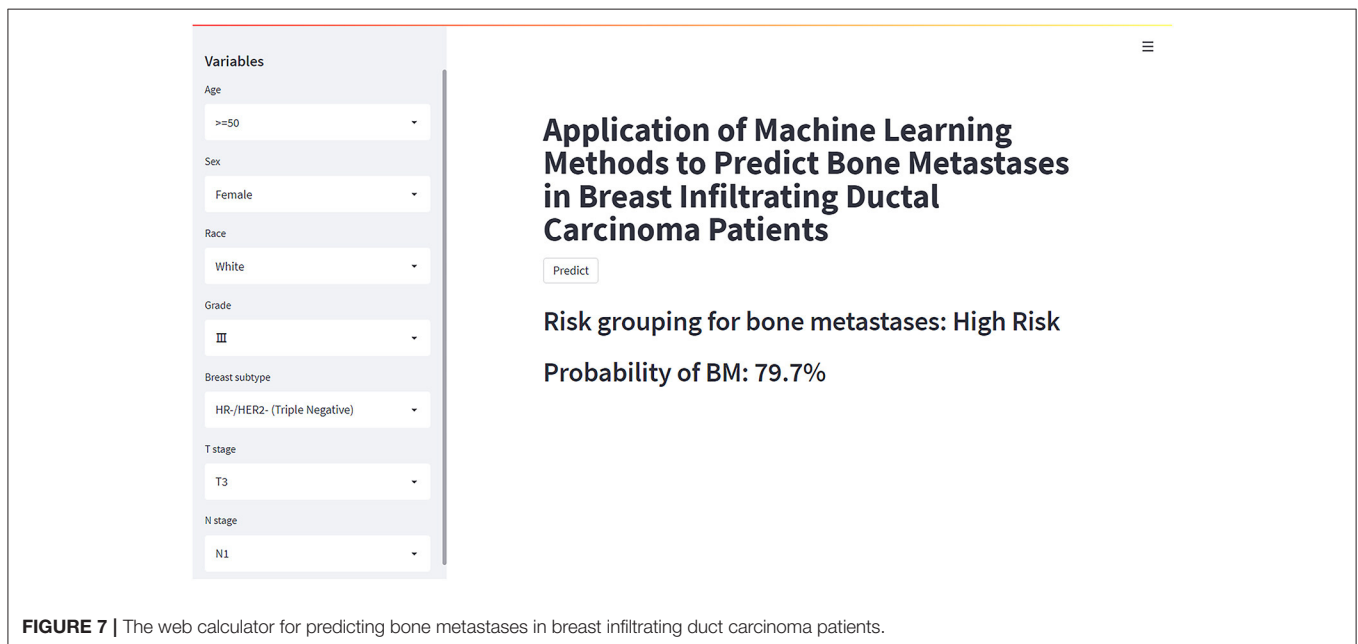 Variables
Age
>=50
Sex
Female
Race
White
Grade
Ⅲ
Breast subtype
HR-/HER2- (Triple Negative)
T stage
T3
N stage
N1
Application of Machine Learning
Methods to Predict Bone Metastases
in Breast Infiltrating Ductal
Carcinoma Patients
Predict
Risk grouping for bone metastases: High Risk
Probability of BM: 79.7%
FIGURE 7 | The web calculator for predicting bone metastases in breast infiltrating duct carcinoma patients.